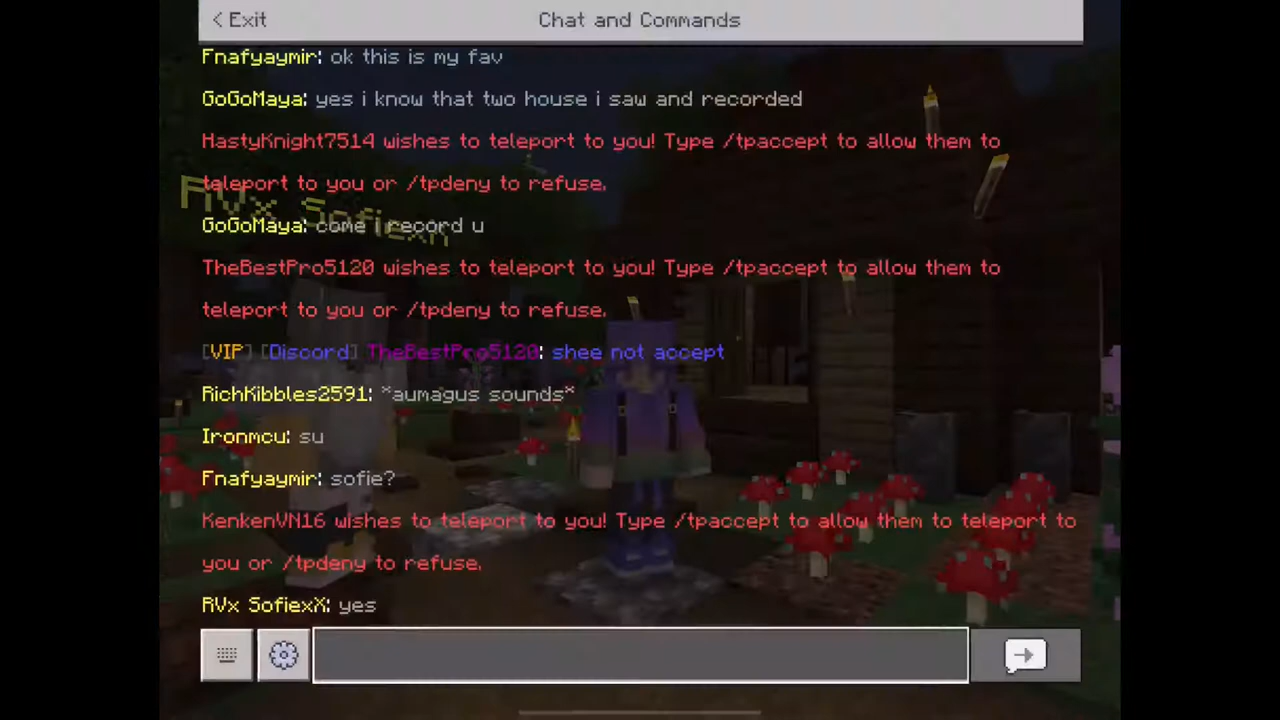 < Exit
Chat and Commands
Fnafyaymir: ok this is my fav
GoGoMaya: yes i know that two house i saw and recorded
HastyKnight7514 wishes to teleport to you! Type /tpaccept to allow them to
teleport to you or /tpdeny to refuse.
RVx Sofiexn
GoGoMaya: come i record u
TheBestPro5120 wishes to teleport to you! Type /tpaccept to allow them to
teleport to you or /tpdeny to refuse.
[VIP] [Discord] TheBestPro5120: shee not accept
RichKibbles2591: *aumagus sounds*
Ironmcu: su
Fnafyaymir: sofie?
KenkenVN16 wishes to teleport to you! Type /tpaccept to allow them to teleport to
you or /tpdeny to refuse.
RVx SofiexX: yes